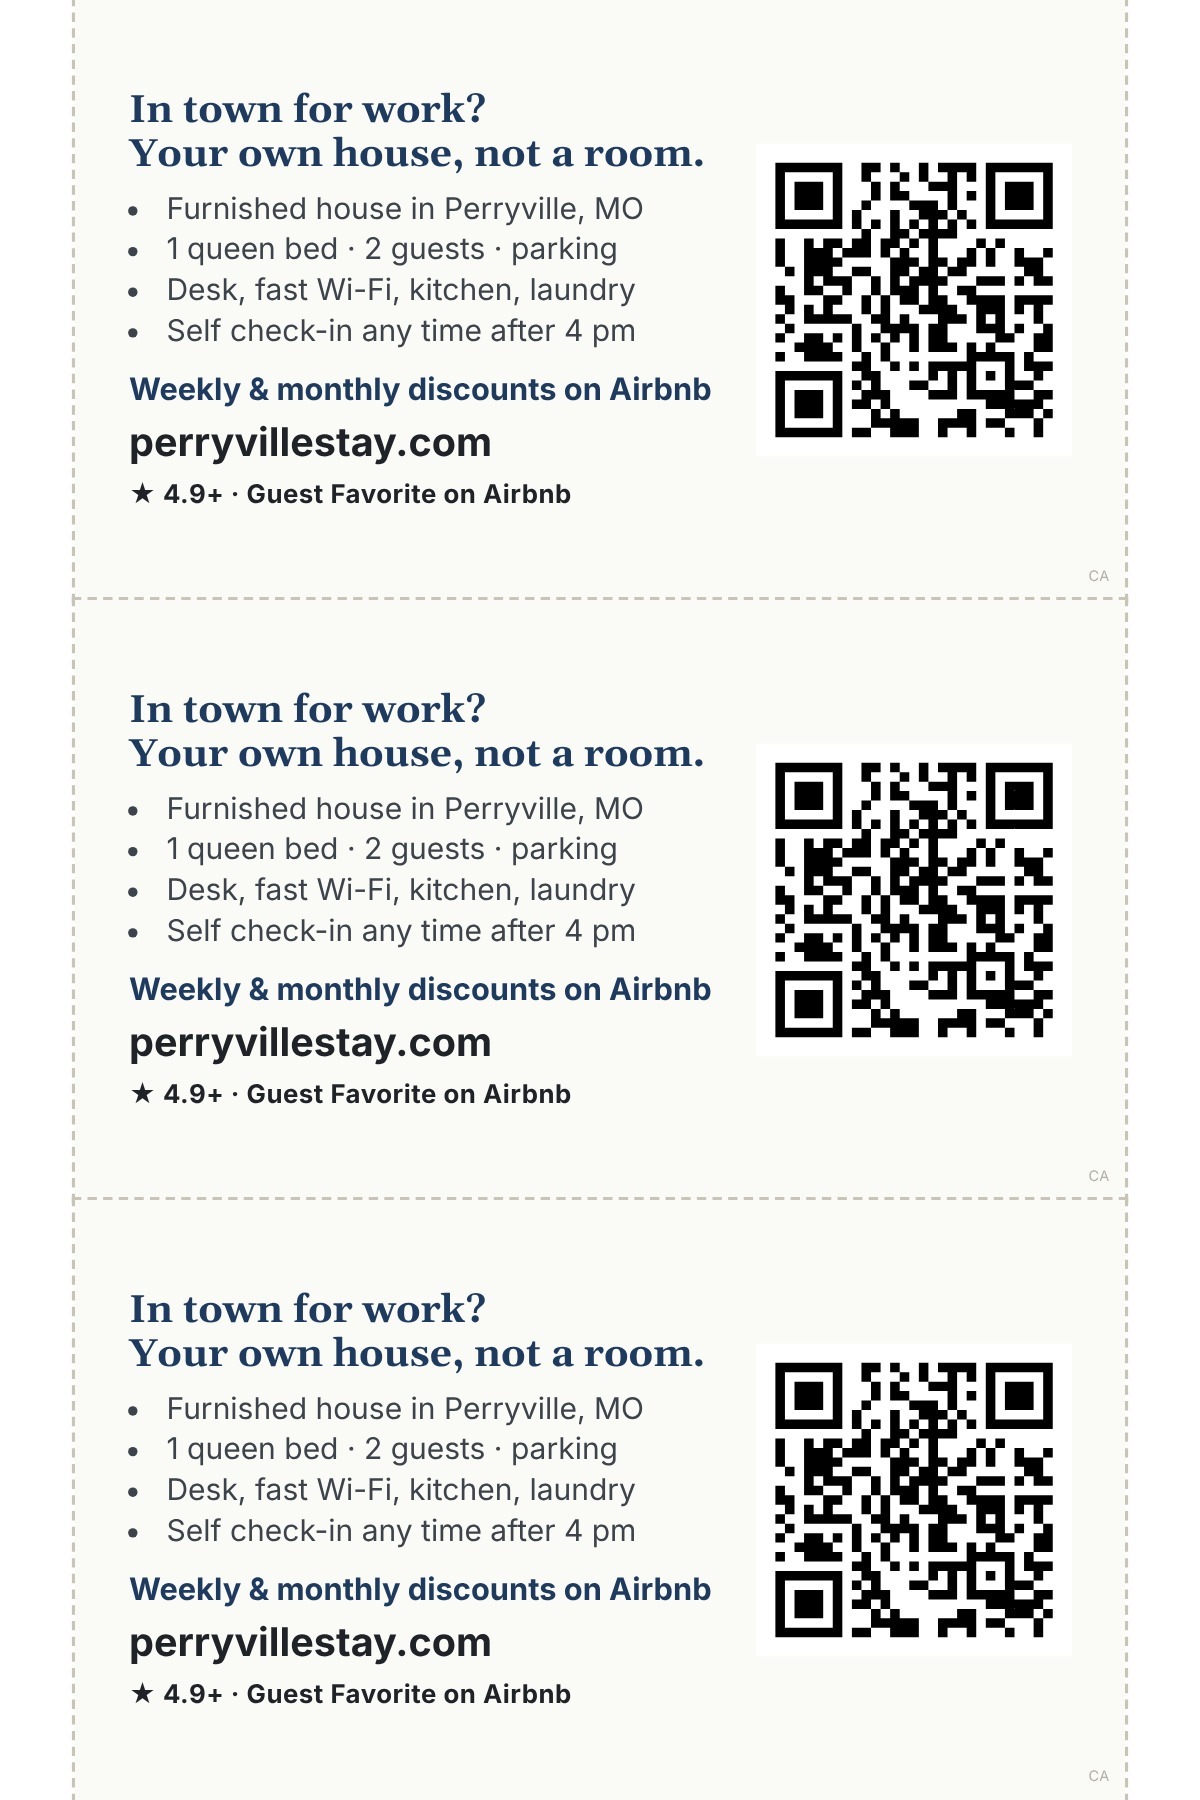 In town for work?
Your own house, not a room.
• Furnished house in Perryville, MO
• 1 queen bed · 2 guests · parking
• Desk, fast Wi-Fi, kitchen, laundry
• Self check-in any time after 4 pm
Weekly & monthly discounts on Airbnb
perryvillestay.com
★ 4.9+ · Guest Favorite on Airbnb
CA
In town for work?
Your own house, not a room.
• Furnished house in Perryville, MO
• 1 queen bed · 2 guests · parking
• Desk, fast Wi-Fi, kitchen, laundry
• Self check-in any time after 4 pm
Weekly & monthly discounts on Airbnb
perryvillestay.com
★ 4.9+ · Guest Favorite on Airbnb
CA
In town for work?
Your own house, not a room.
• Furnished house in Perryville, MO
• 1 queen bed · 2 guests · parking
• Desk, fast Wi-Fi, kitchen, laundry
• Self check-in any time after 4 pm
Weekly & monthly discounts on Airbnb
perryvillestay.com
★ 4.9+ · Guest Favorite on Airbnb
CA